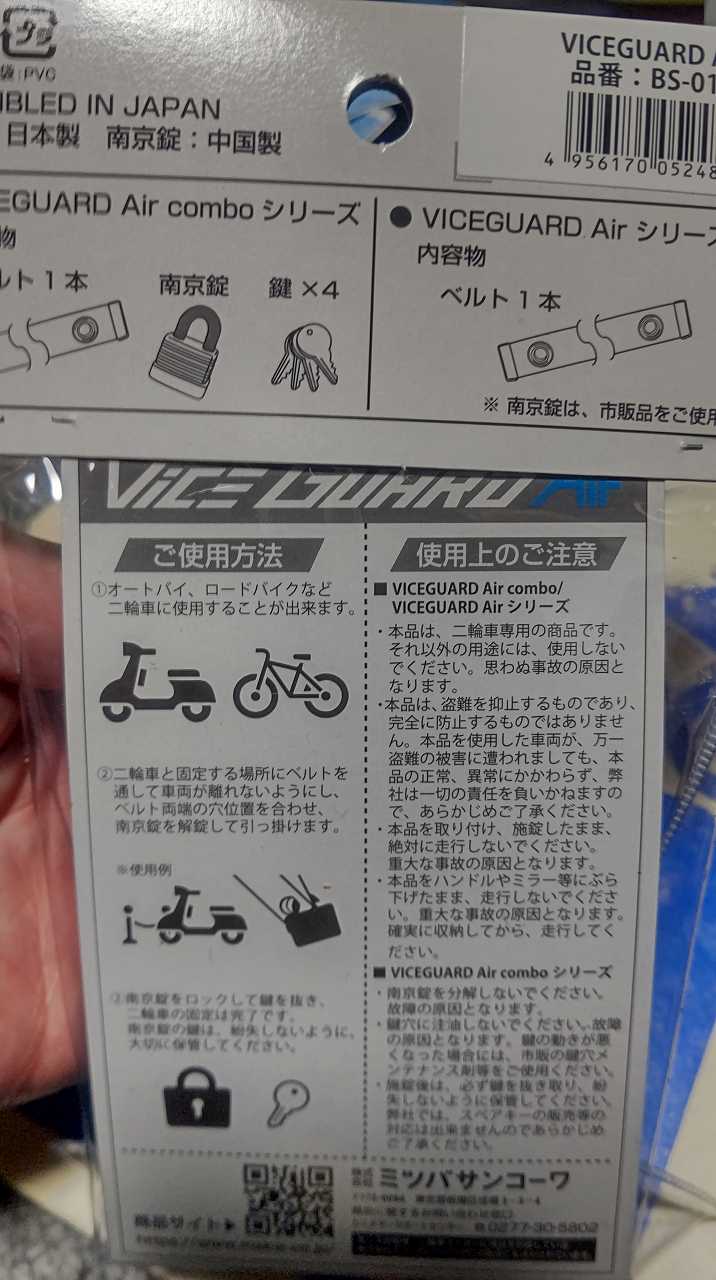 袋:PVC
VICEGUARD
品番：BS-01
IBLED IN JAPAN
日本製 南京錠：中国製
4 956170 05248
EGUARD Air combo シリーズ
● VICEGUARD Air シリーズ
物
内容物
ルト 1 本
南京錠
鍵 ×4
ベルト 1 本
※ 南京錠は、市販品をご使用
VICE GUARD Air
ご使用方法
①オートバイ、ロードバイクなど
二輪車に使用することが出来ます。
②二輪車と固定する場所にベルトを
通して車両が離れないようにし、
ベルト両端の穴位置を合わせ、
南京錠を解錠して引っ掛けます。
※使用例
③南京錠をロックして鍵を抜き、
二輪車の固定は完了です。
南京錠の鍵は、紛失しないように、
大切に保管してください。
使用上のご注意
■ VICEGUARD Air combo/
VICEGUARD Air シリーズ
・本品は、二輪車専用の商品です。
それ以外の用途には、使用しない
でください。思わぬ事故の原因と
なります。
・本品は、盗難を抑止するものであり、
完全に防止するものではありませ
ん。本品を使用した車両が、万一
盗難の被害に遭われましても、本
品の正常、異常にかかわらず、弊
社は一切の責任を負いかねますの
で、あらかじめご了承ください。
・本品を取り付け、施錠したまま、
絶対に走行しないでください。
重大な事故の原因となります。
・本品をハンドルやミラー等にぶら
下げたまま、走行しないでくださ
い。重大な事故の原因となります。
確実に収納してから、走行してく
ださい。
■ VICEGUARD Air combo シリーズ
・南京錠を分解しないでください。
故障の原因となります。
・鍵穴に注油しないでください。故障
の原因となります。鍵の動きが悪
くなった場合には、市販の鍵穴メ
ンテナンス剤等をご使用ください。
・施錠後は、必ず鍵を抜き取り、紛
失しないように保管してください。
弊社では、スペアキーの販売等の
対応は出来ませんのであらかじめ
ご了承ください。
株式会社 ミツバサンコーワ
0277-30-5802